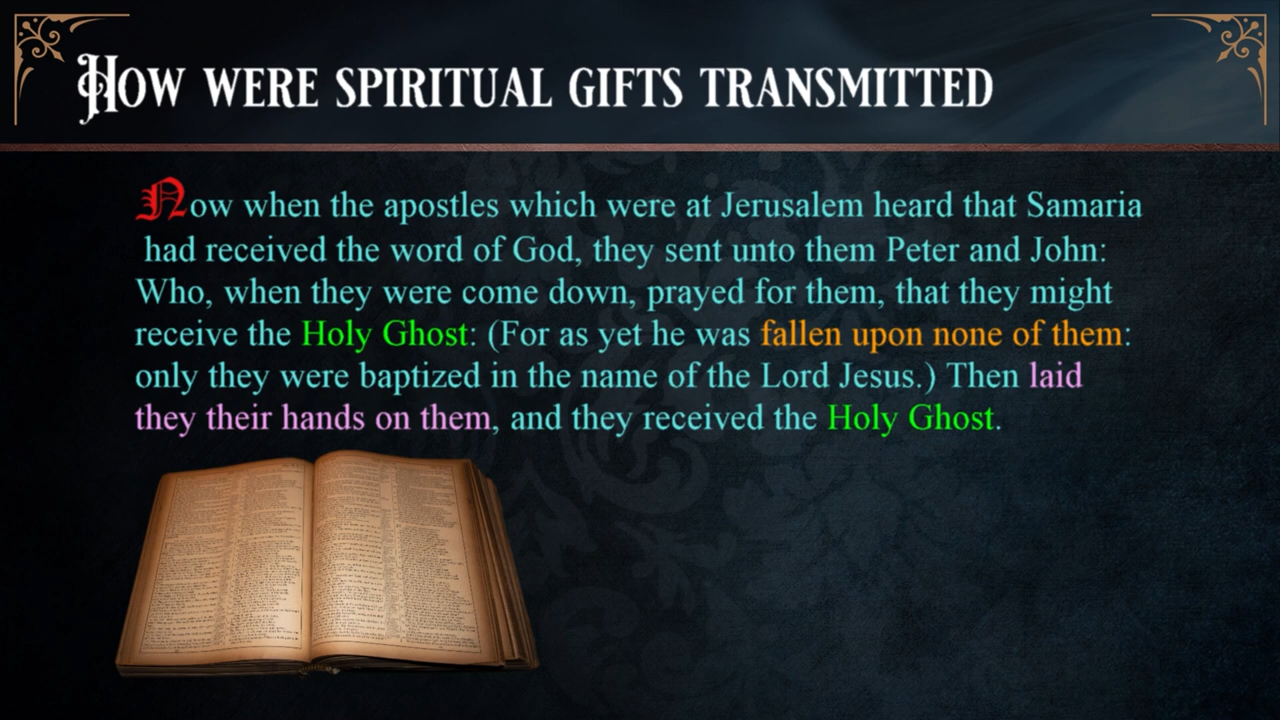 How were spiritual gifts transmitted
Now when the apostles which were at Jerusalem heard that Samaria
had received the word of God, they sent unto them Peter and John:
Who, when they were come down, prayed for them, that they might
receive the Holy Ghost: (For as yet he was fallen upon none of them:
only they were baptized in the name of the Lord Jesus.) Then laid
they their hands on them, and they received the Holy Ghost.